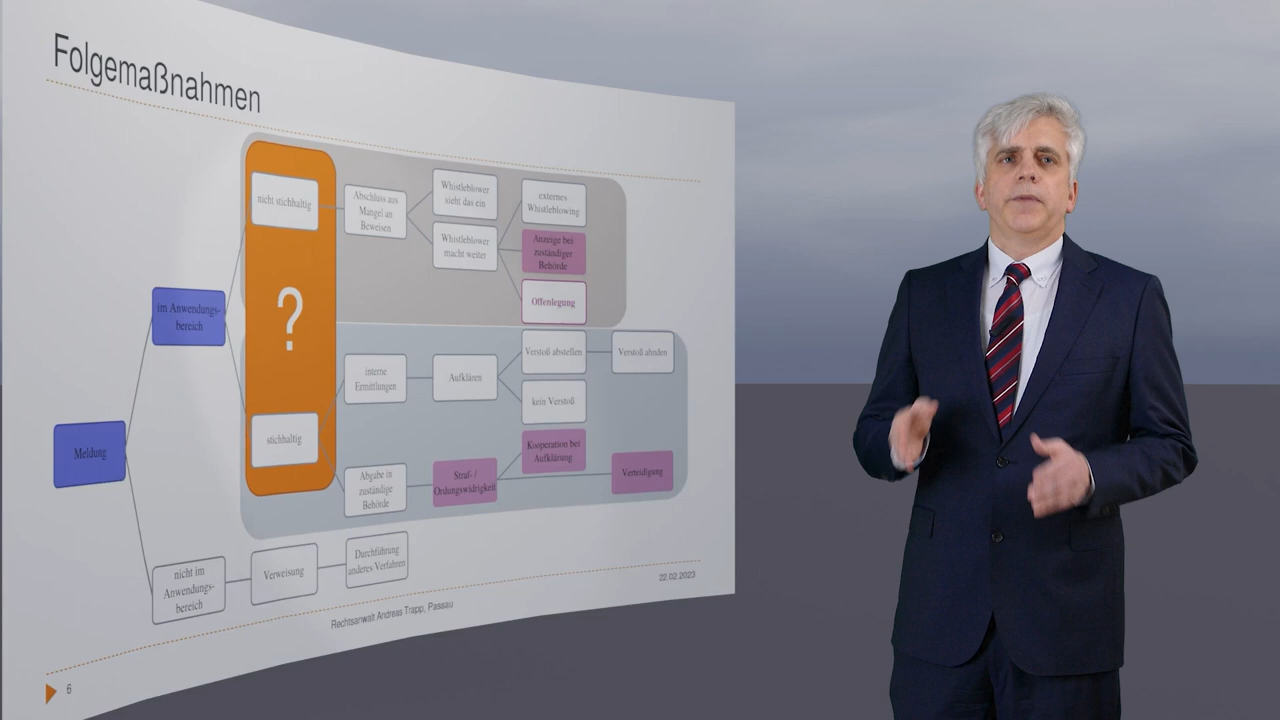 Folgemaßnahmen
nicht stichhaltig
Abschluss aus
Mangel an
Beweisen
Whistleblower
sieht das ein
Whistleblower
macht weiter
externes
Whistleblowing
Anzeige bei
zuständiger
Behörde
Offenlegung
im Anwendungs-
bereich
?
interne
Ermittlungen
Aufklären
Verstoß abstellen
Verstoß ahnden
kein Verstoß
Meldung
stichhaltig
Abgabe in
zuständige
Behörde
Straf- /
Ordnungswidrigkeit
Kooperation bei
Aufklärung
Verteidigung
nicht im
Anwendungs-
bereich
Verweisung
Durchführung
anderes Verfahren
22.02.2023
Rechtsanwalt Andreas Trapp, Passau
6